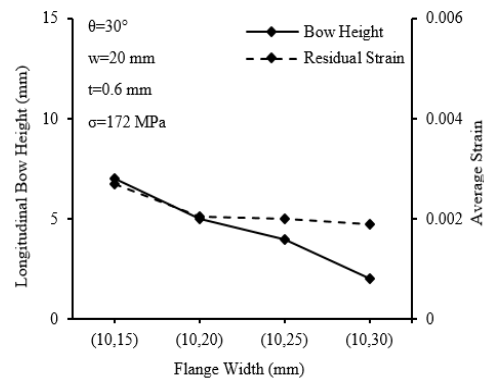 θ=30°
w=20 mm
t=0.6 mm
σ=172 MPa
Bow Height
Residual Strain
Longitudinal Bow Height (mm)
15
10
5
0
0.006
0.004
0.002
0
Average Strain
(10,15) (10,20) (10,25) (10,30)
Flange Width (mm)